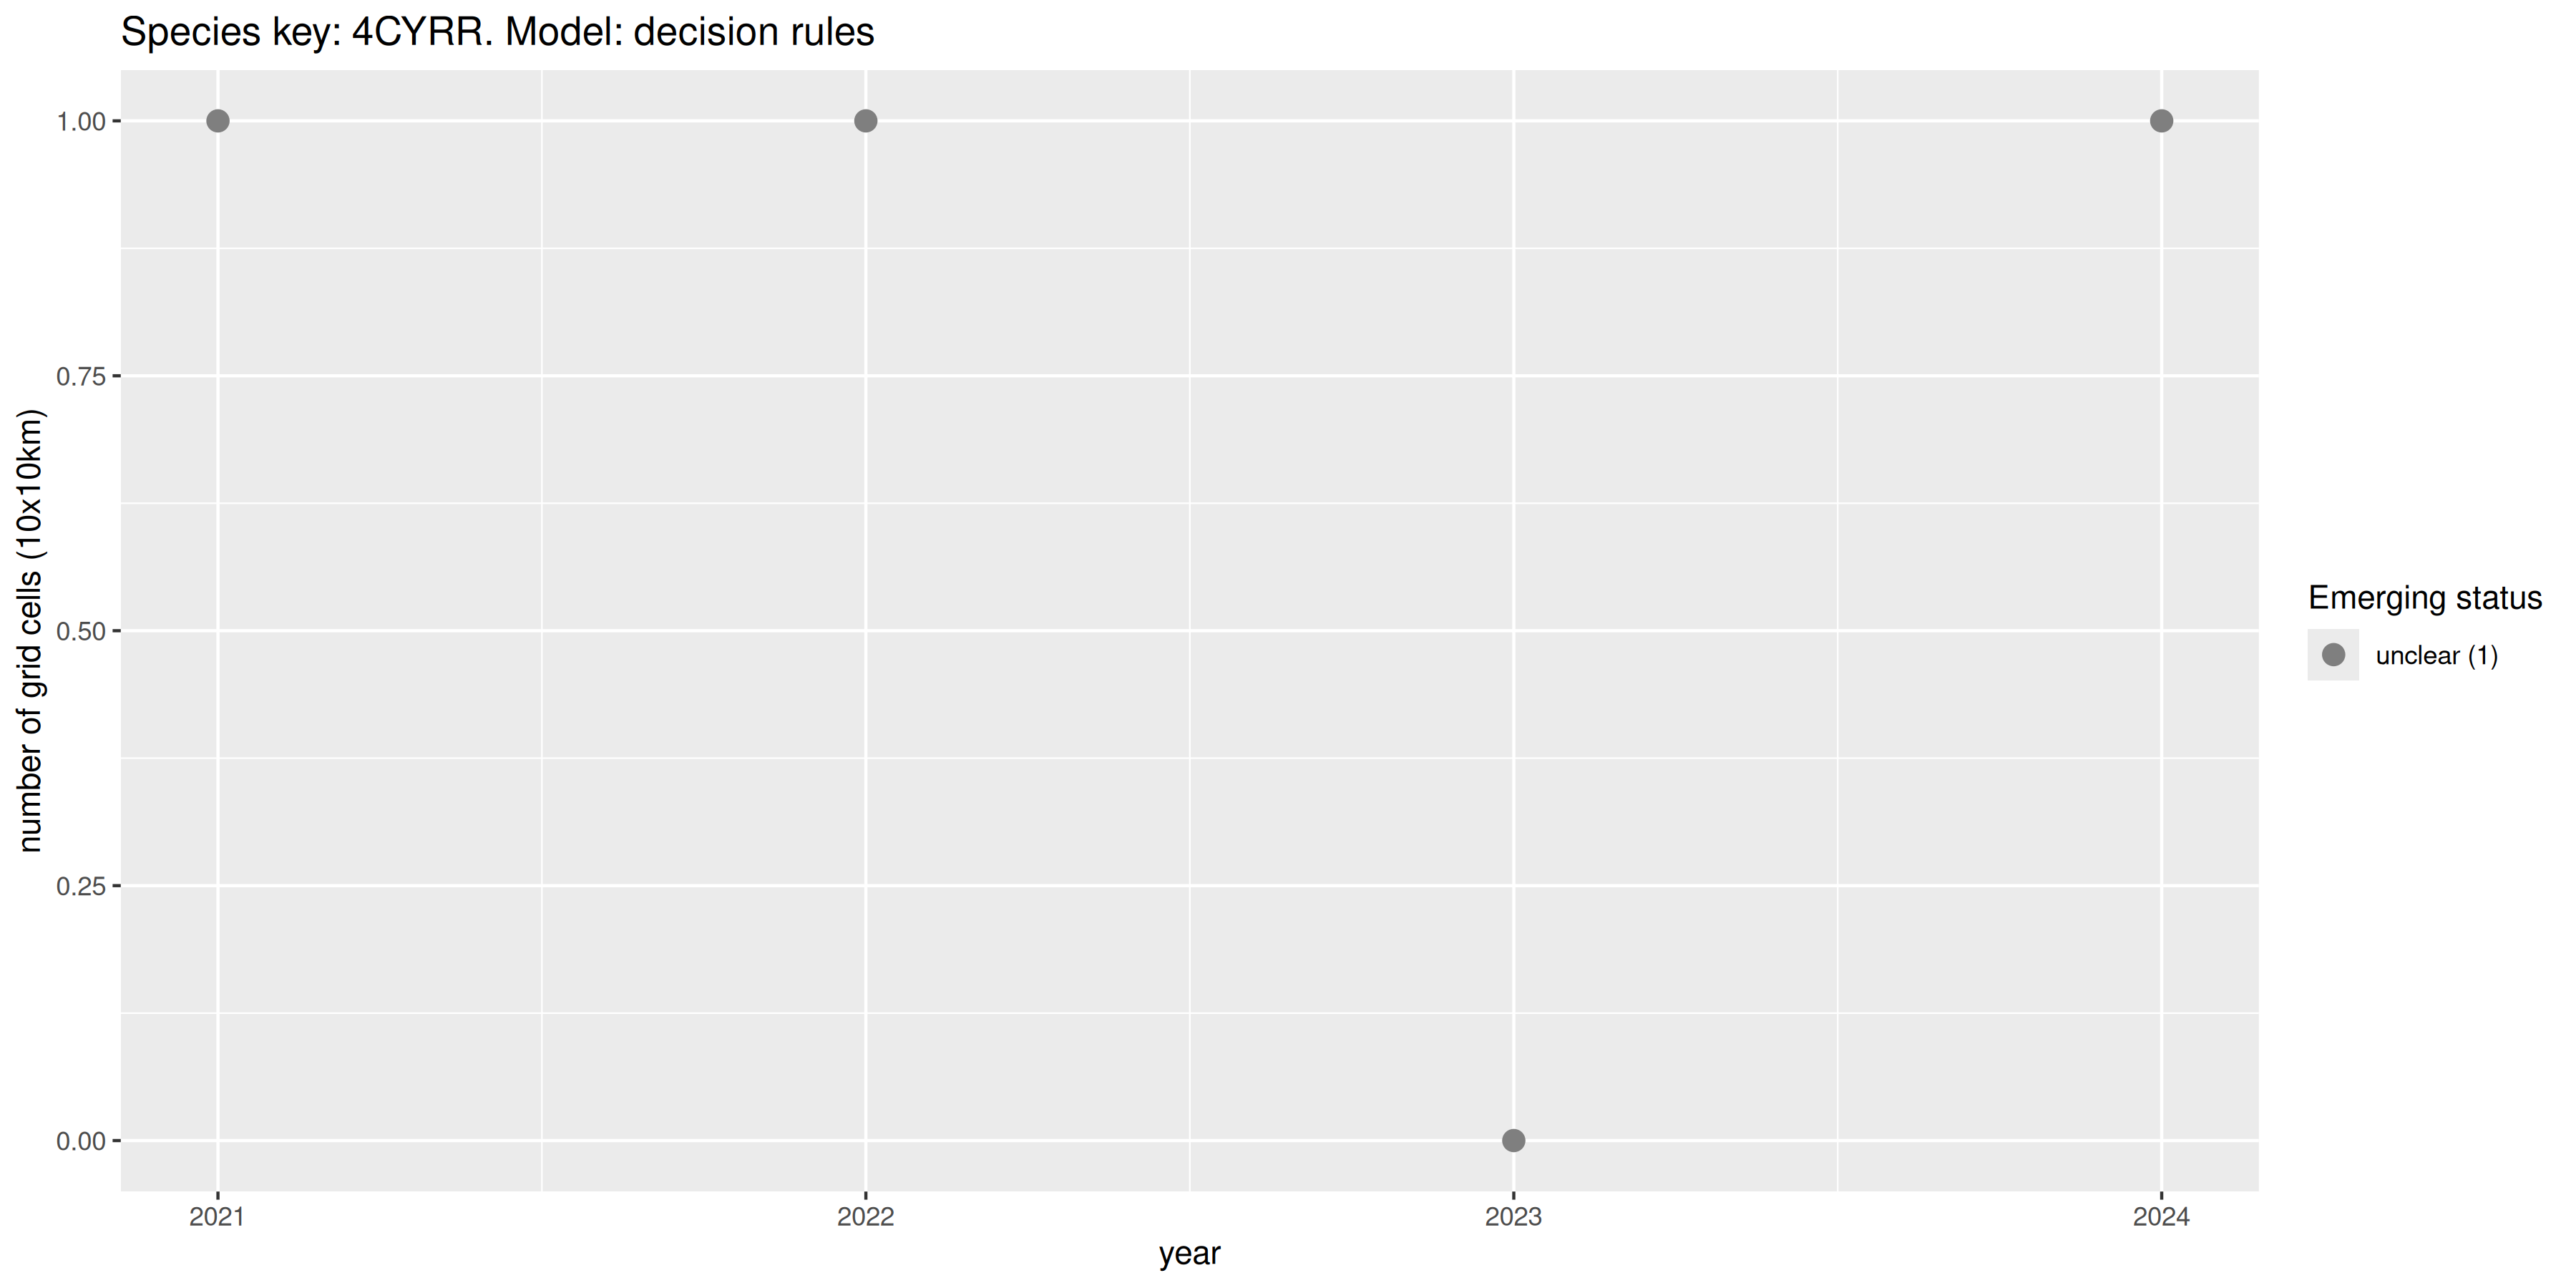 Species key: 4CYRR. Model: decision rules
number of grid cells (10x10km)
1.00
0.75
0.50
0.25
0.00
2021
2022
2023
2024
year
Emerging status
unclear (1)